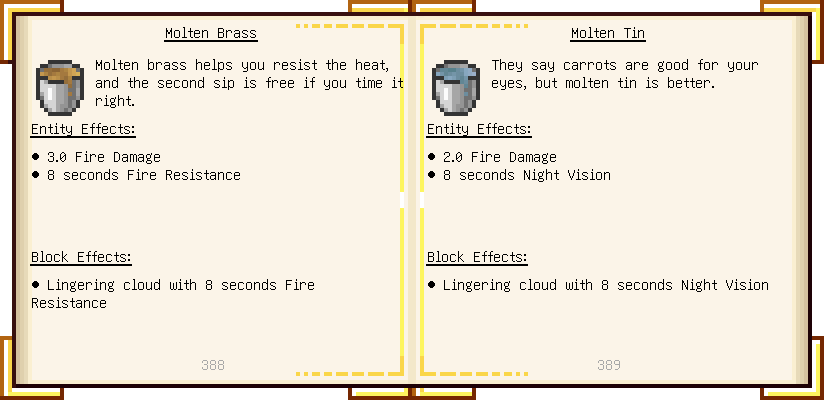 Molten Brass
Molten brass helps you resist the heat,
and the second sip is free if you time it
right.
Entity Effects:
● 3.0 Fire Damage
● 8 seconds Fire Resistance
Block Effects:
● Lingering cloud with 8 seconds Fire
Resistance
388
Molten Tin
They say carrots are good for your
eyes, but molten tin is better.
Entity Effects:
● 2.0 Fire Damage
● 8 seconds Night Vision
Block Effects:
● Lingering cloud with 8 seconds Night Vision
389